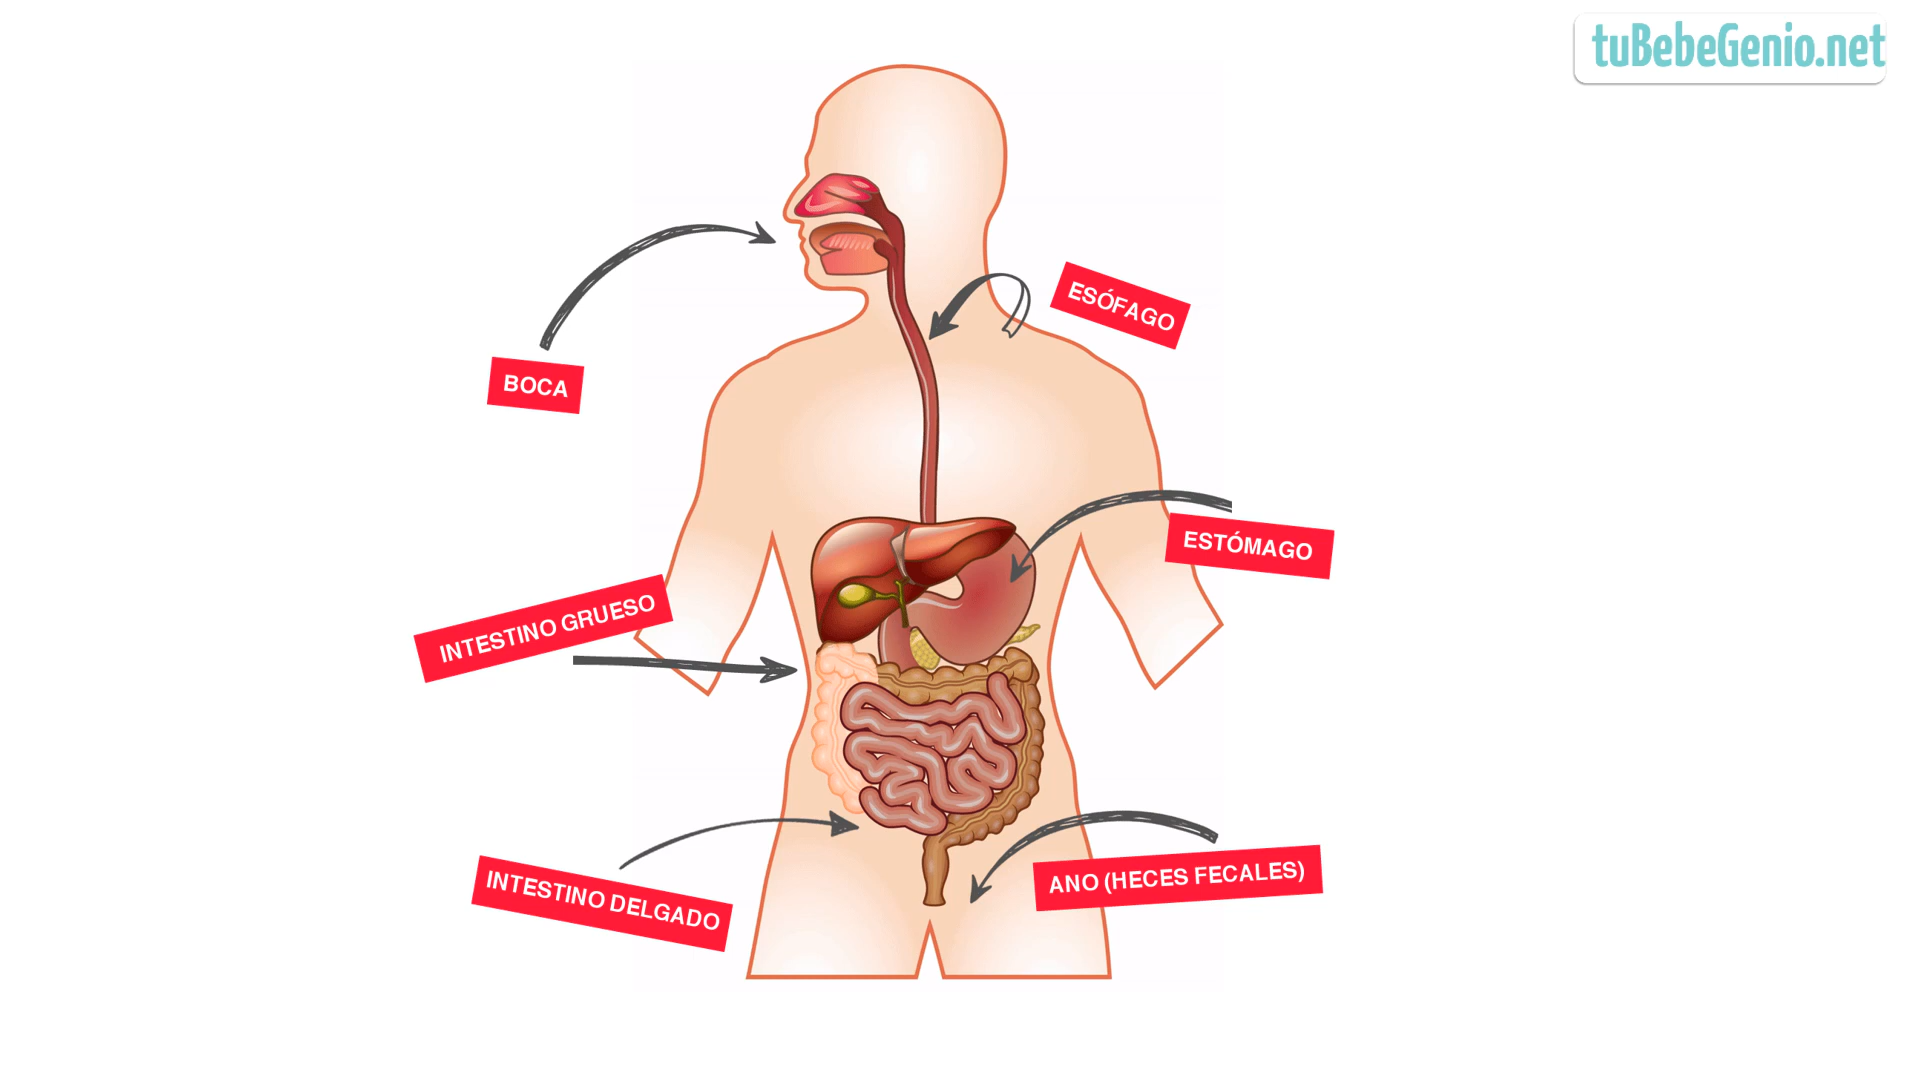 tuBebeGenio.net
BOCA
ESÓFAGO
ESTÓMAGO
INTESTINO GRUESO
INTESTINO DELGADO
ANO (HECES FECALES)